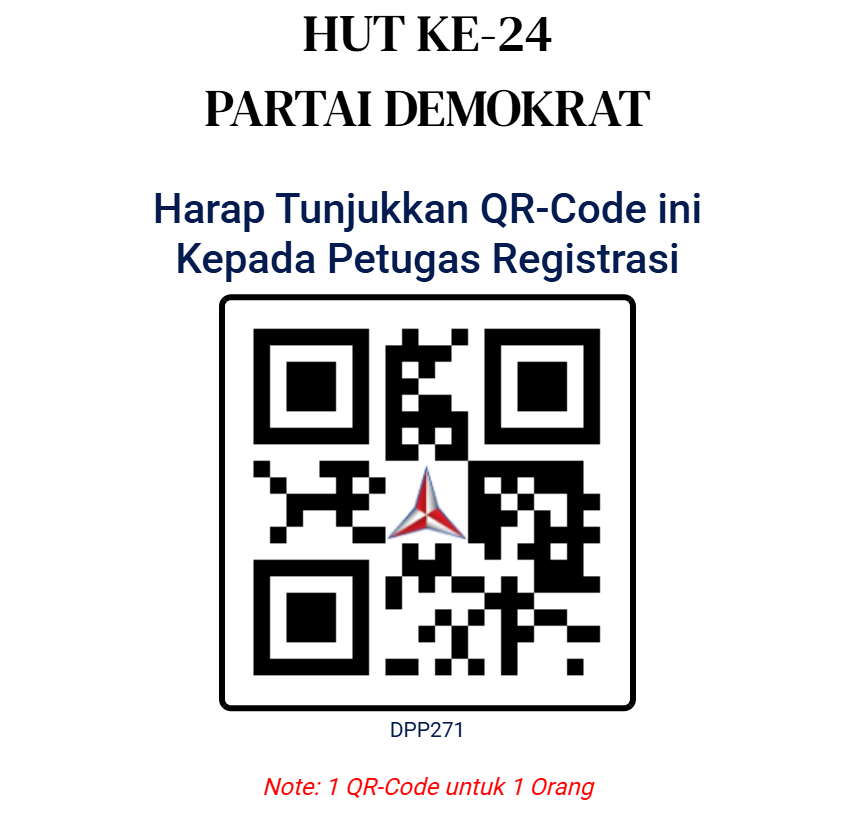 HUT KE-24
PARTAI DEMOKRAT
Harap Tunjukkan QR-Code ini
Kepada Petugas Registrasi
DPP271
Note: 1 QR-Code untuk 1 Orang